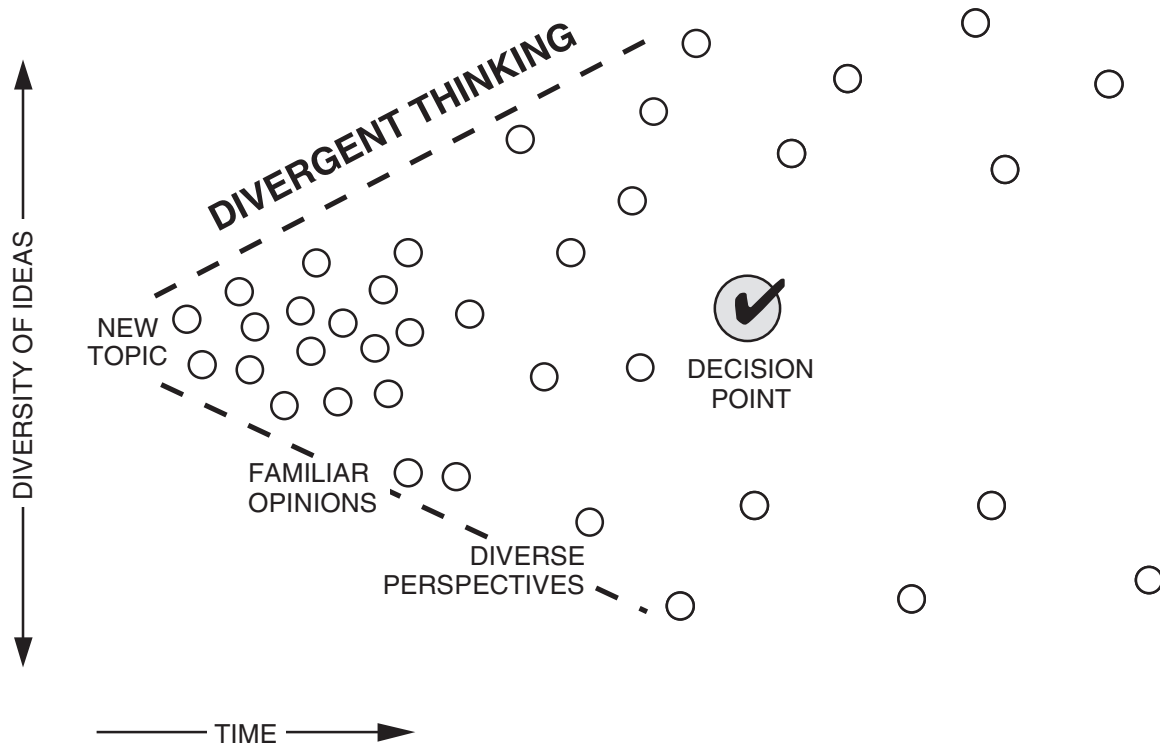 DIVERGENT THINKING
DIVERSITY OF IDEAS
NEW
TOPIC
DECISION
POINT
FAMILIAR
OPINIONS
DIVERSE
PERSPECTIVES
TIME